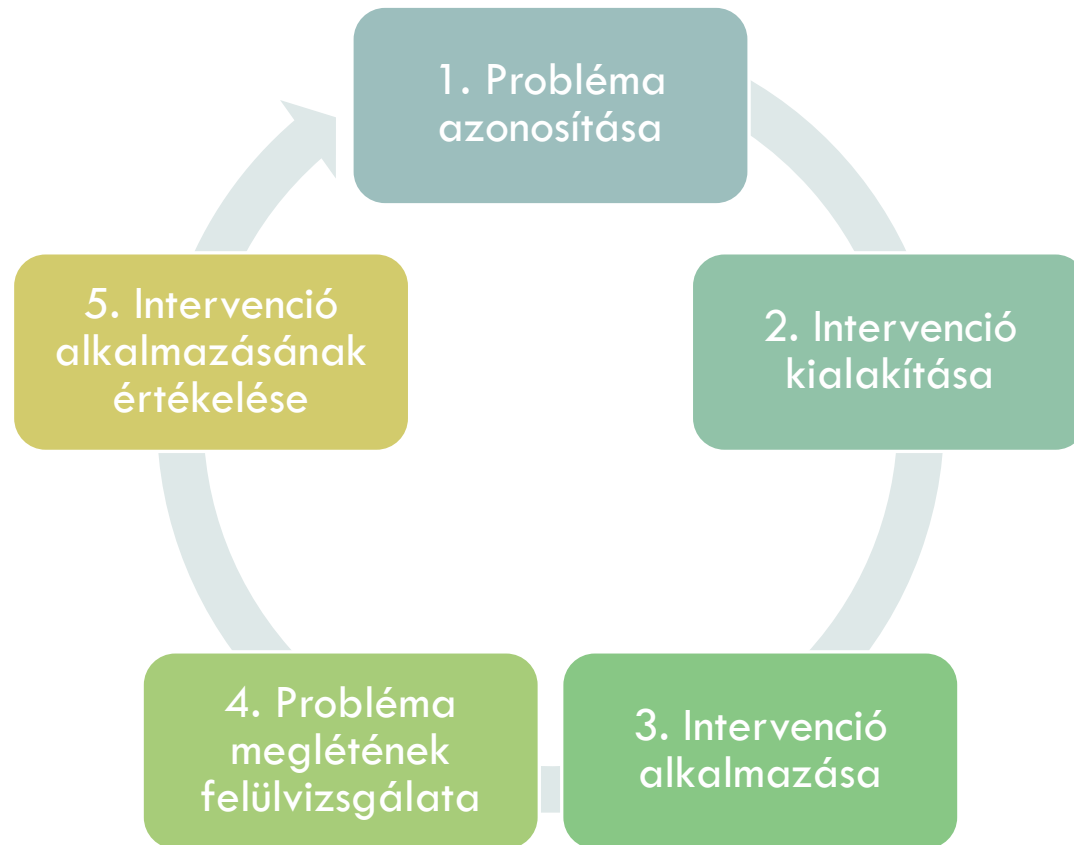 1. Probléma
azonosítása
2. Intervenció
kialakítása
3. Intervenció
alkalmazása
4. Probléma
meglétének
felülvizsgálata
5. Intervenció
alkalmazásának
értékelése